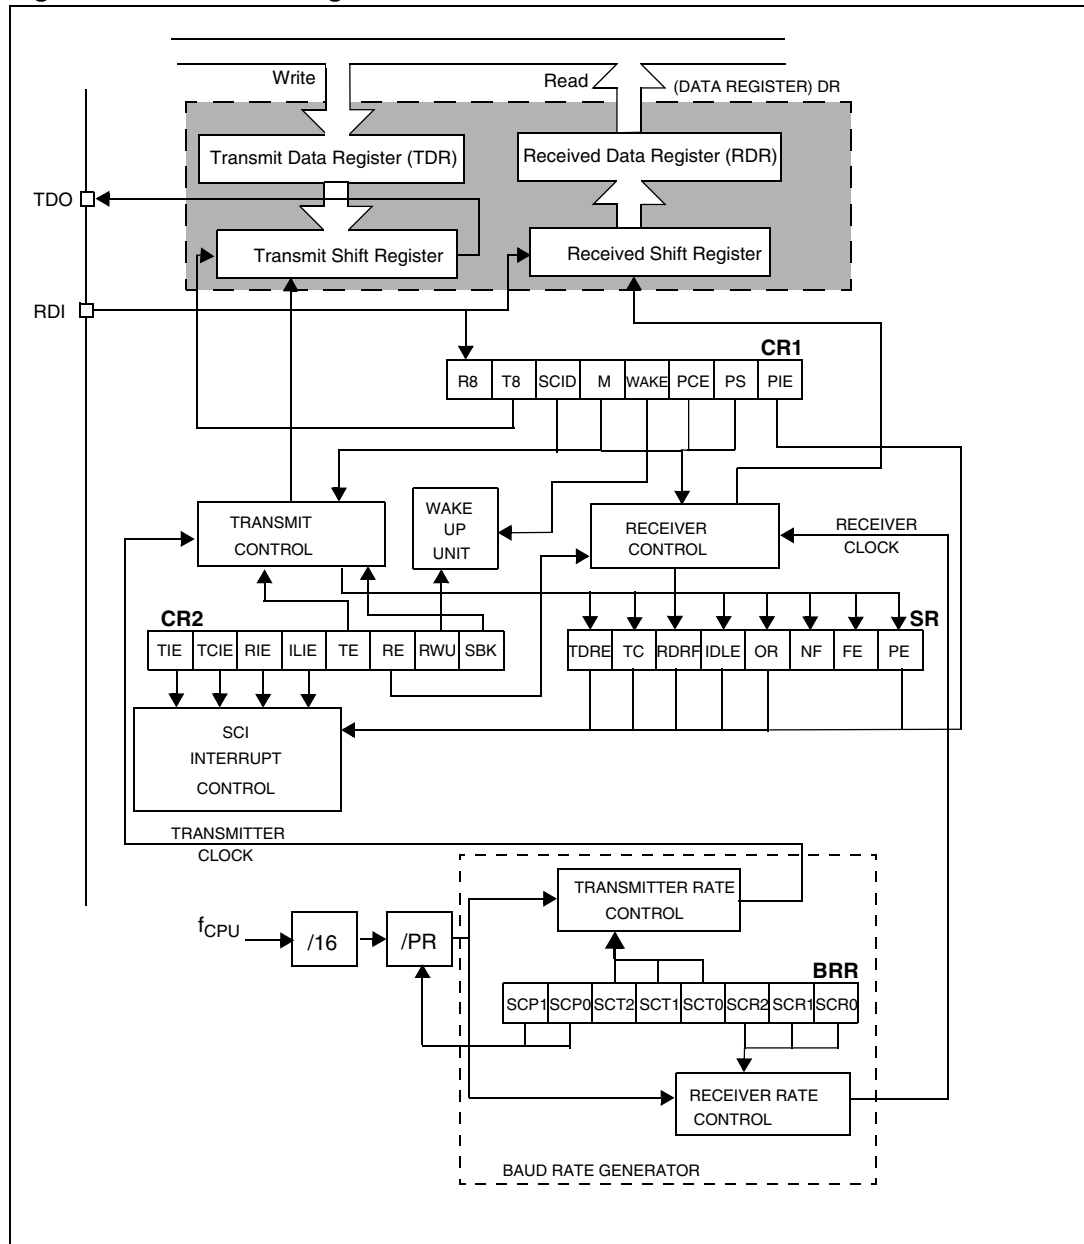 Write
Read
(DATA REGISTER) DR
Transmit Data Register (TDR)
Received Data Register (RDR)
TDO
Transmit Shift Register
Received Shift Register
RDI
CR1
R8 T8 SCID M WAKE PCE PS PIE
TRANSMIT
CONTROL
WAKE
UP
UNIT
RECEIVER
CONTROL
RECEIVER
CLOCK
CR2
SR
TIE TCIE RIE ILIE TE RE RWU SBK
TDRE TC RDRF IDLE OR NF FE PE
SCI
INTERRUPT
CONTROL
TRANSMITTER
CLOCK
TRANSMITTER RATE
CONTROL
fCPU
/16
/PR
BRR
SCP1 SCP0 SCT2 SCT1 SCT0 SCR2 SCR1 SCR0
RECEIVER RATE
CONTROL
BAUD RATE GENERATOR